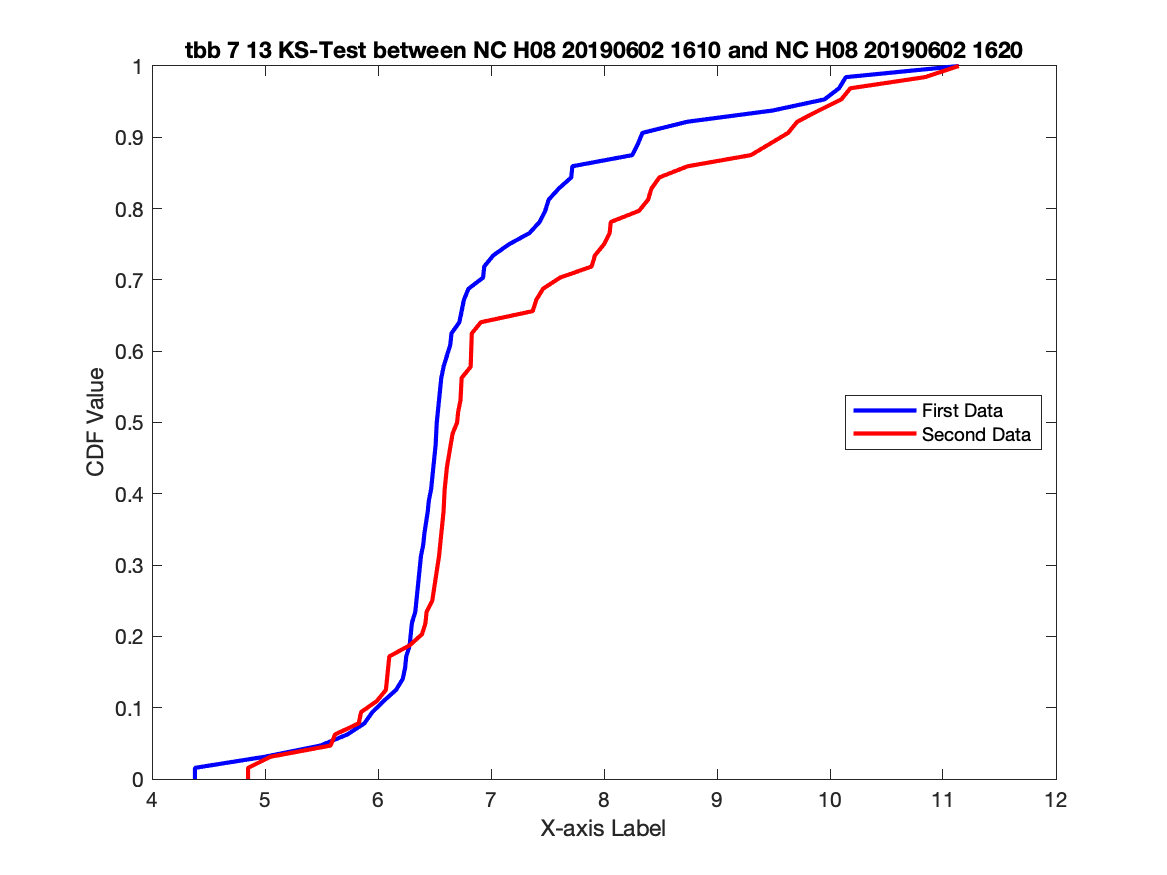 tbb 7 13 KS-Test between NC H08 20190602 1610 and NC H08 20190602 1620
1
0.9
0.8
0.7
0.6
0.5
0.4
0.3
0.2
0.1
0
CDF Value
First Data
Second Data
4 5 6 7 8 9 10 11 12
X-axis Label